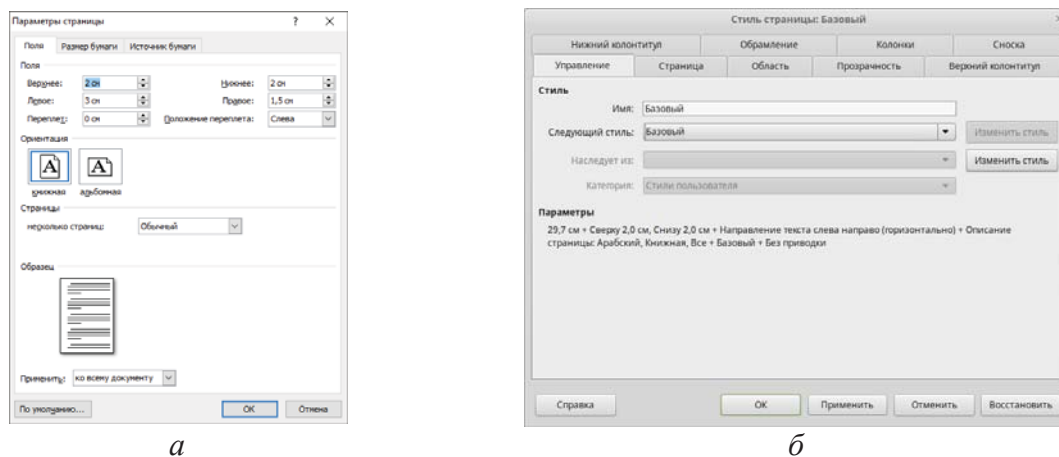 Параметры страницы ? ×
Поля Размер бумаги Источник бумаги
Поля
Верхнее: 2 см Нижнее: 2 см
Левое: 3 см Правое: 1,5 см
Переплет: 0 см Положение переплета: Слева
Ориентация
A A
книжная альбомная
Страницы
несколько страниц: Обычный
Образец
Применить: ко всему документу
По умолчанию... ОК Отмена
а
Стиль страницы: Базовый
Нижний колонтитул Обрамление Колонки Сноска
Управление Страница Область Прозрачность Верхний колонтитул
Стиль
Имя: Базовый
Следующий стиль: Базовый Изменить стиль
Наследует из: Изменить стиль
Категория: Стили пользователя
Параметры
29,7 см + Сверху 2,0 см, Снизу 2,0 см + Направление текста слева направо (горизонтально) + Описание
страницы: Арабский, Книжная, Все + Базовый + Без приводки
Справка ОК Применить Отменить Восстановить
б